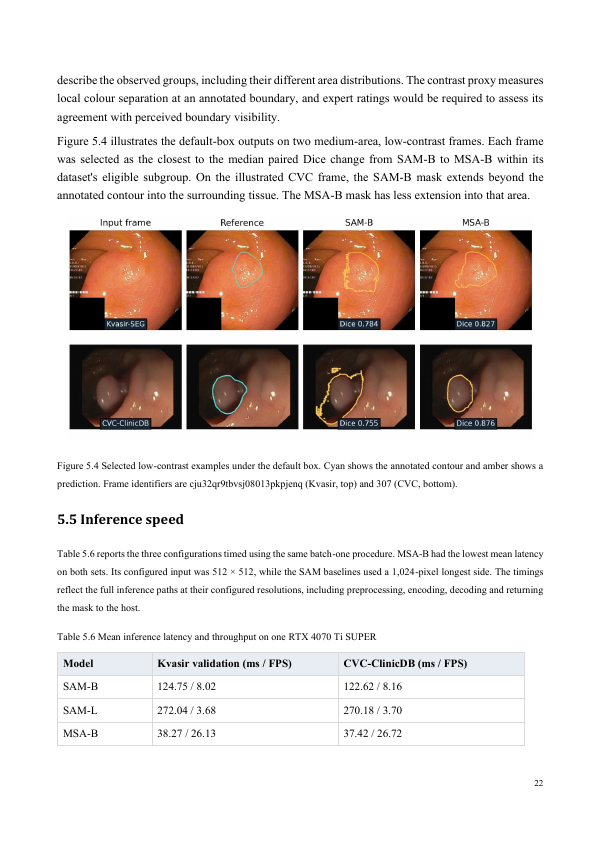 describe the observed groups, including their different area distributions. The contrast proxy measures
local colour separation at an annotated boundary, and expert ratings would be required to assess its
agreement with perceived boundary visibility.
Figure 5.4 illustrates the default-box outputs on two medium-area, low-contrast frames. Each frame
was selected as the closest to the median paired Dice change from SAM-B to MSA-B within its
dataset's eligible subgroup. On the illustrated CVC frame, the SAM-B mask extends beyond the
annotated contour into the surrounding tissue. The MSA-B mask has less extension into that area.
Input frame Reference SAM-B MSA-B
Kvasir-SEG Dice 0.784 Dice 0.827
CVC-ClinicDB Dice 0.755 Dice 0.876
Figure 5.4 Selected low-contrast examples under the default box. Cyan shows the annotated contour and amber shows a
prediction. Frame identifiers are cju32qr9tbvsj08013pkpjenq (Kvasir, top) and 307 (CVC, bottom).
5.5 Inference speed
Table 5.6 reports the three configurations timed using the same batch-one procedure. MSA-B had the lowest mean latency
on both sets. Its configured input was 512 × 512, while the SAM baselines used a 1,024-pixel longest side. The timings
reflect the full inference paths at their configured resolutions, including preprocessing, encoding, decoding and returning
the mask to the host.
Table 5.6 Mean inference latency and throughput on one RTX 4070 Ti SUPER
Model Kvasir validation (ms / FPS) CVC-ClinicDB (ms / FPS)
SAM-B 124.75 / 8.02 122.62 / 8.16
SAM-L 272.04 / 3.68 270.18 / 3.70
MSA-B 38.27 / 26.13 37.42 / 26.72
22